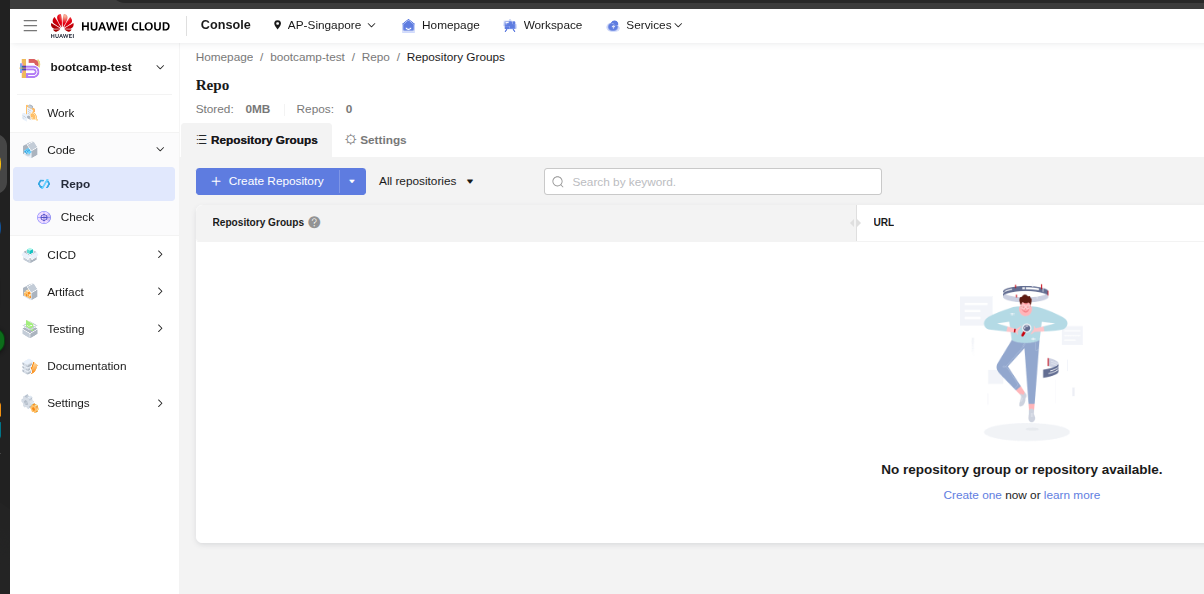 HUAWEI
HUAWEI CLOUD
Console
AP-Singapore
Homepage
Workspace
Services
bootcamp-test
Work
Code
Repo
Check
CICD
Artifact
Testing
Documentation
Settings
Homepage / bootcamp-test / Repo / Repository Groups
Repo
Stored: 0MB Repos: 0
Repository Groups
Settings
+ Create Repository
All repositories
Search by keyword.
Repository Groups ?
URL
No repository group or repository available.
Create one now or learn more